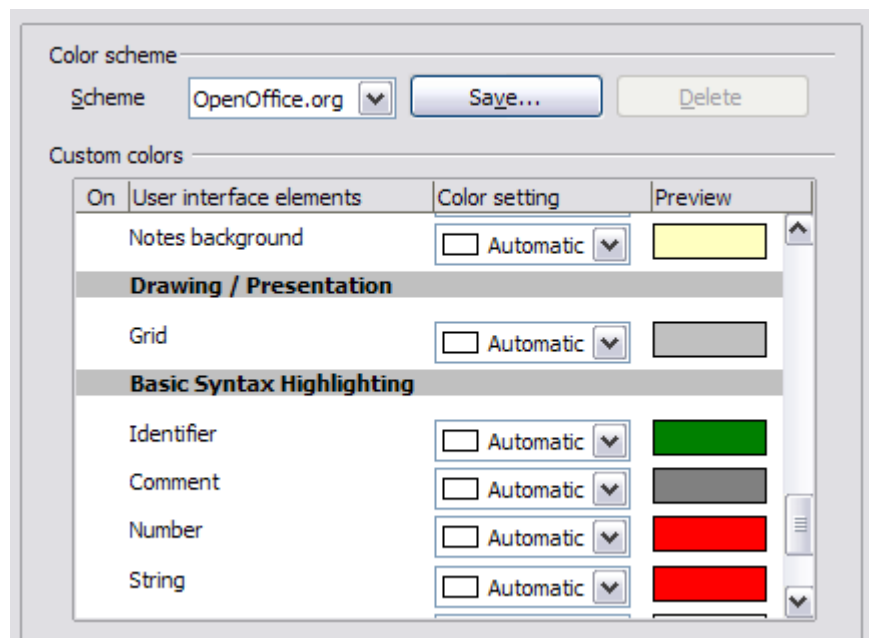 Color scheme
Scheme OpenOffice.org Save... Delete
Custom colors
On User interface elements Color setting Preview
Notes background Automatic
Drawing / Presentation
Grid Automatic
Basic Syntax Highlighting
Identifier Automatic
Comment Automatic
Number Automatic
String Automatic